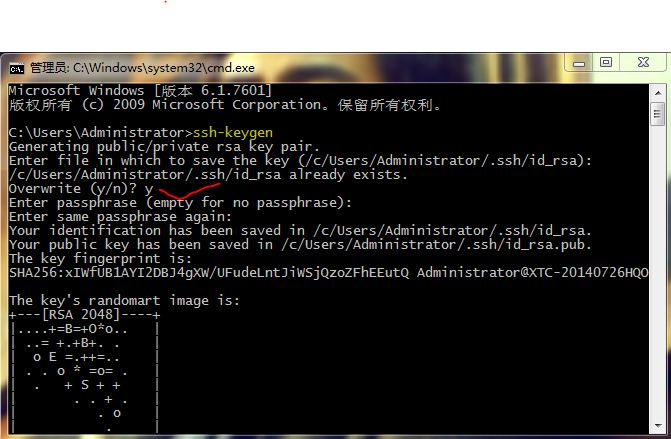 管理员: C:\Windows\system32\cmd.exe
Microsoft Windows [版本 6.1.7601]
版权所有 (c) 2009 Microsoft Corporation。保留所有权利。
C:\Users\Administrator>ssh-keygen
Generating public/private rsa key pair.
Enter file in which to save the key (/c/Users/Administrator/.ssh/id_rsa):
/c/Users/Administrator/.ssh/id_rsa already exists.
Overwrite (y/n)? y
Enter passphrase (empty for no passphrase):
Enter same passphrase again:
Your identification has been saved in /c/Users/Administrator/.ssh/id_rsa.
Your public key has been saved in /c/Users/Administrator/.ssh/id_rsa.pub.
The key fingerprint is:
SHA256:xIWfUB1AYI2DBJ4gXW/UFudeLntJiWSjQzoZFhEEutQ Administrator@XTC-20140726HQO
The key's randomart image is:
+---[RSA 2048]----+
|....+=B=+O*o..   |
| ..= +.+B+. .    |
|  o E =.++=..    |
| . . o * =o= .   |
|  .   + S + +    |
|       . . + .   |
|          . o    |
|           .     |